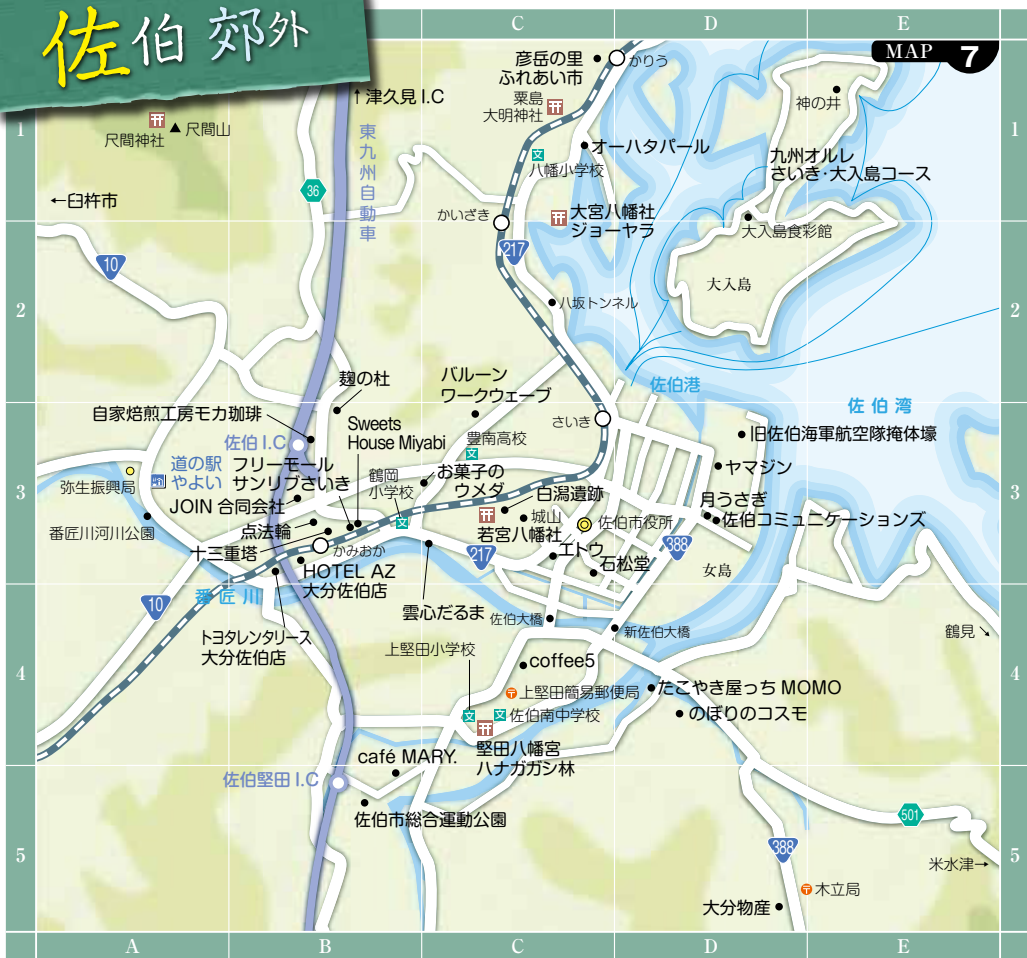 佐伯 郊外
C
D
E
MAP 7
彦岳の里
ふれあい市
かりう
粟島
大明神社
神の井
↑津久見 I.C
1
尺間神社
尺間山
東九州自動車
オーハタパール
八幡小学校
九州オルレ
さいき・大入島コース
1
36
←臼杵市
かいざき
大宮八幡社
ジョーヤラ
大入島食彩館
217
10
大入島
2
八坂トンネル
2
麹の杜
バルーン
ワークウェーブ
佐伯港
佐伯湾
自家焙煎工房モカ珈琲
Sweets
House Miyabi
さいき
豊南高校
旧佐伯海軍航空隊掩体壕
佐伯 I.C
道の駅
やよい
フリーモール
サンリブさいき
鶴岡
小学校
お菓子の
ウメダ
ヤマジン
3
弥生振興局
JOIN 合同会社
白潟遺跡
月うさぎ
3
番匠川河川公園
点法輪
城山
佐伯市役所
佐伯コミュニケーションズ
若宮八幡社
十三重塔
かみおか
217
エトウ
388
石松堂
HOTEL AZ
大分佐伯店
女島
番匠川
10
雲心だるま
佐伯大橋
新佐伯大橋
鶴見
トヨタレンタリース
大分佐伯店
上堅田小学校
coffee5
4
4
上堅田簡易郵便局
たこやき屋っち MOMO
佐伯南中学校
のぼりのコスモ
堅田八幡宮
ハナガガシ林
café MARY.
佐伯堅田 I.C
佐伯市総合運動公園
501
5
388
5
米水津→
木立局
大分物産
A
B
C
D
E